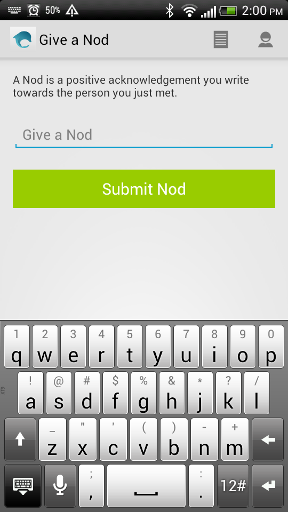 50% 2:00 PM
Give a Nod
A Nod is a positive acknowledgement you write
towards the person you just met.
Give a Nod
Submit Nod
1 2 3 4 5 6 7 8 9 0
q w e r t y u i o p
! @ # $ % & * ? /
a s d f g h j k l
_ " ' ( ) - +
z x c v b n m
; :
, . 12#